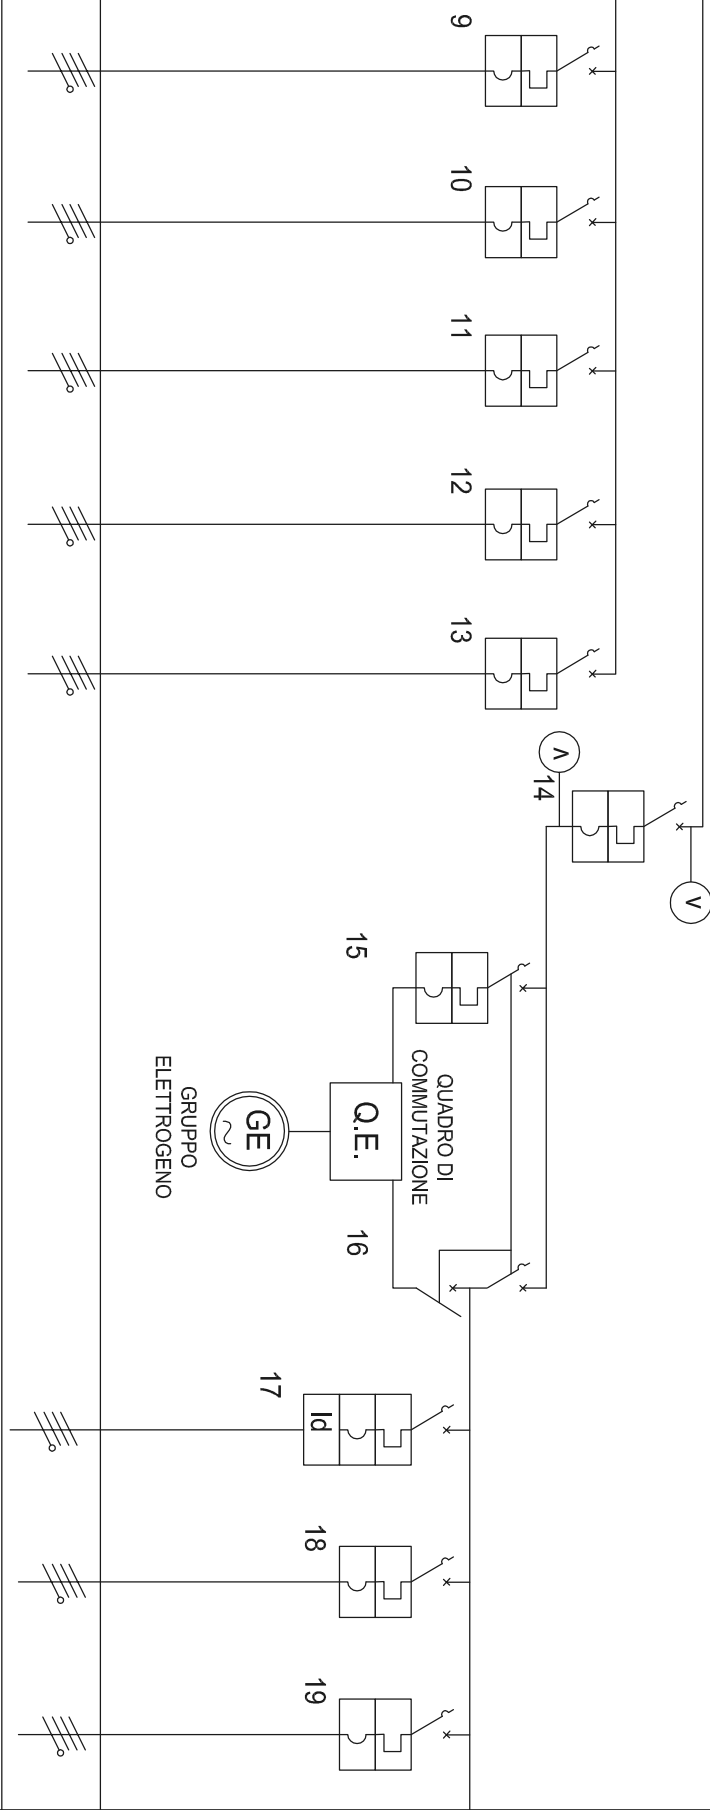 9
10
11
12
13
V
14
V
15
QUADRO DI
COMMUTAZIONE
Q.E.
GE
~
GRUPPO
ELETTROGENO
16
17
Id
18
19